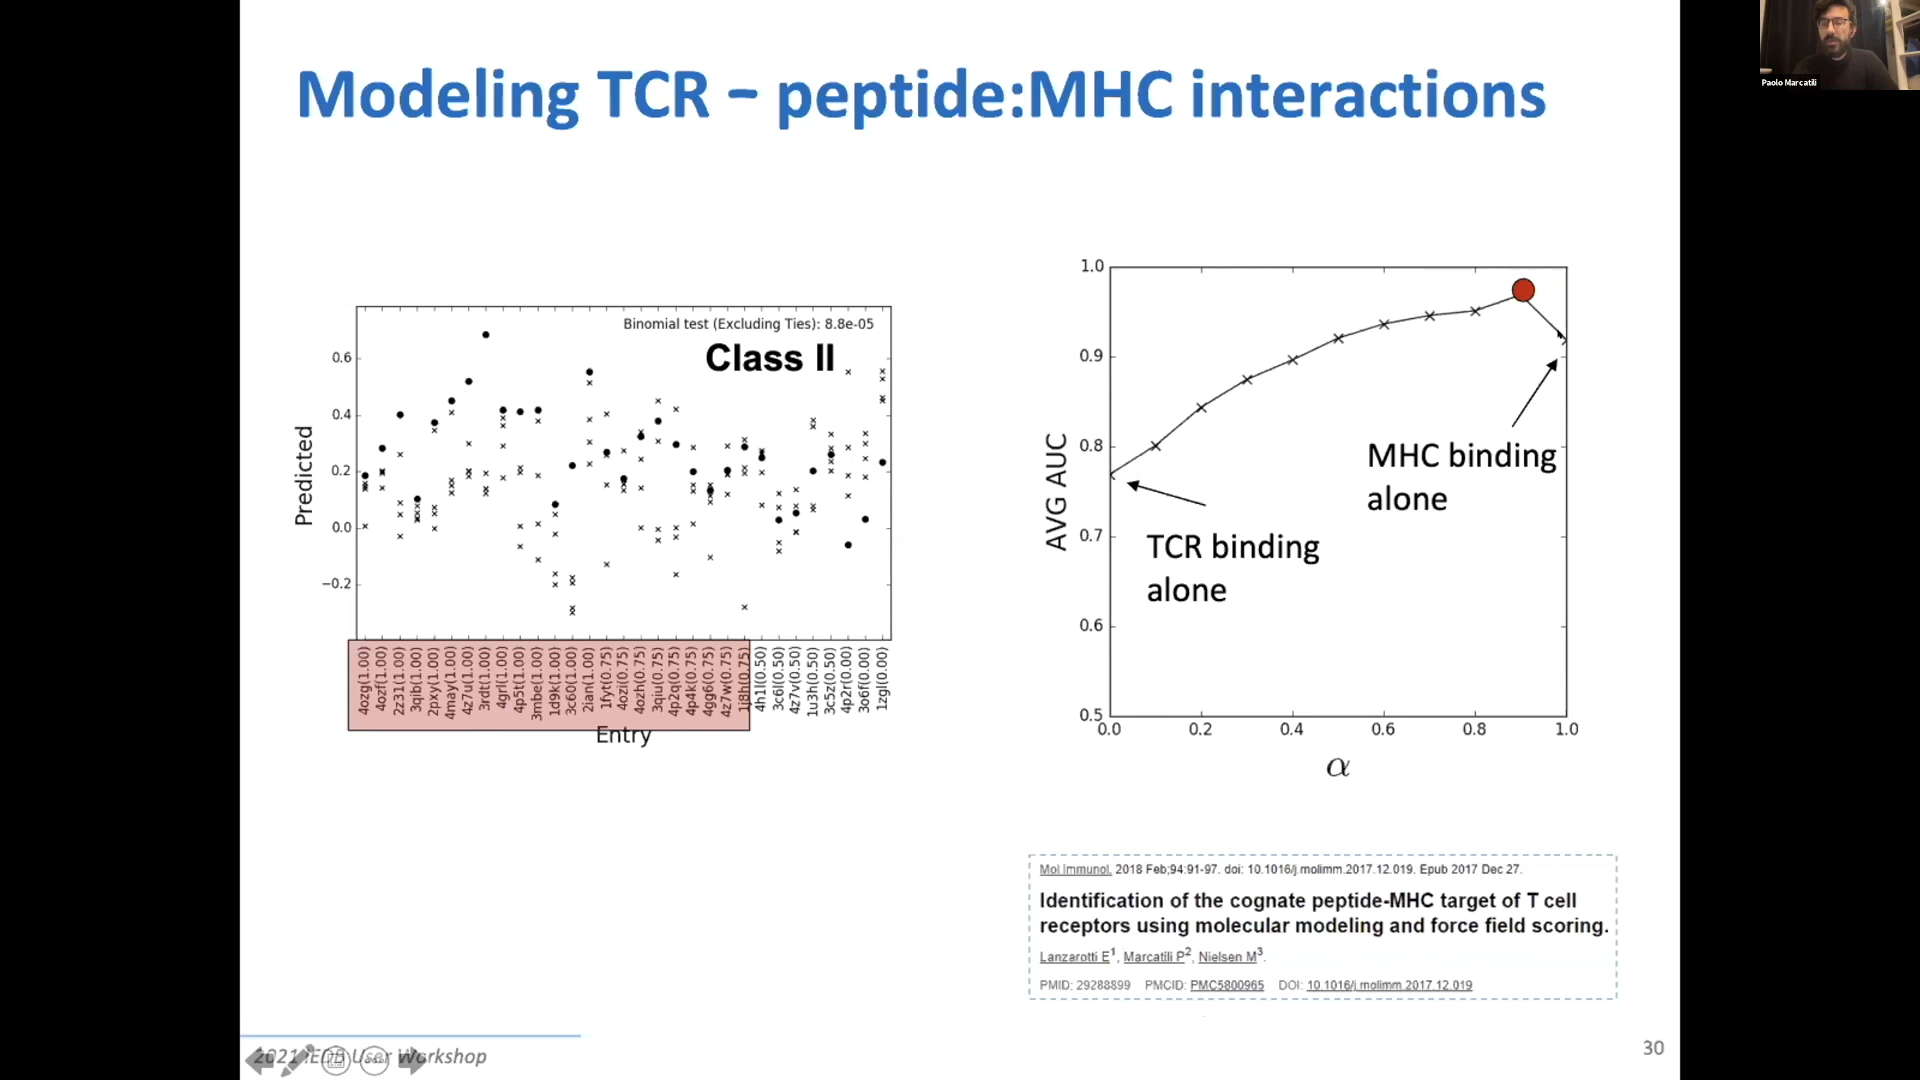 Modeling TCR – peptide:MHC interactions
Paolo Marcatili
Binomial test (Excluding Ties): 8.8e-05
Class II
Predicted
0.6
0.4
0.2
0.0
−0.2
4ozg(1.00)
4ozf(1.00)
2z31(1.00)
3qib(1.00)
2pxy(1.00)
4may(1.00)
4z7u(1.00)
3rdt(1.00)
4grl(1.00)
4p5t(1.00)
3mbe(1.00)
1d9k(1.00)
3c60(1.00)
2ian(1.00)
1fyt(0.75)
4ozi(0.75)
4ozh(0.75)
3qiu(0.75)
4p2q(0.75)
4p4k(0.75)
4gg6(0.75)
4z7w(0.75)
1j8h(0.75)
4h1l(0.50)
3c6l(0.50)
4z7v(0.50)
1u3h(0.50)
3c5z(0.50)
4p2r(0.00)
3o6f(0.00)
1zgl(0.00)
Entry
AVG AUC
1.0
0.9
0.8
0.7
0.6
0.5
0.0
0.2
0.4
0.6
0.8
1.0
α
MHC binding
alone
TCR binding
alone
Mol Immunol. 2018 Feb;94:91-97. doi: 10.1016/j.molimm.2017.12.019. Epub 2017 Dec 27.
Identification of the cognate peptide-MHC target of T cell
receptors using molecular modeling and force field scoring.
Lanzarotti E1, Marcatili P2, Nielsen M3.
PMID: 29288899 PMCID: PMC5800965 DOI: 10.1016/j.molimm.2017.12.019
2021 IEDB User Workshop
30